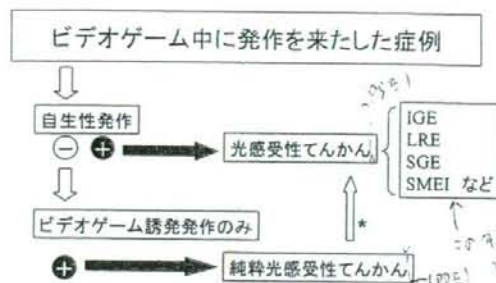 ビデオゲーム中に発作を来たした症例
自生性発作
− +
光感受性てんかん
IGE
LRE
SGE
SMEI など
ビデオゲーム誘発発作のみ
*
+
純粋光感受性てんかん